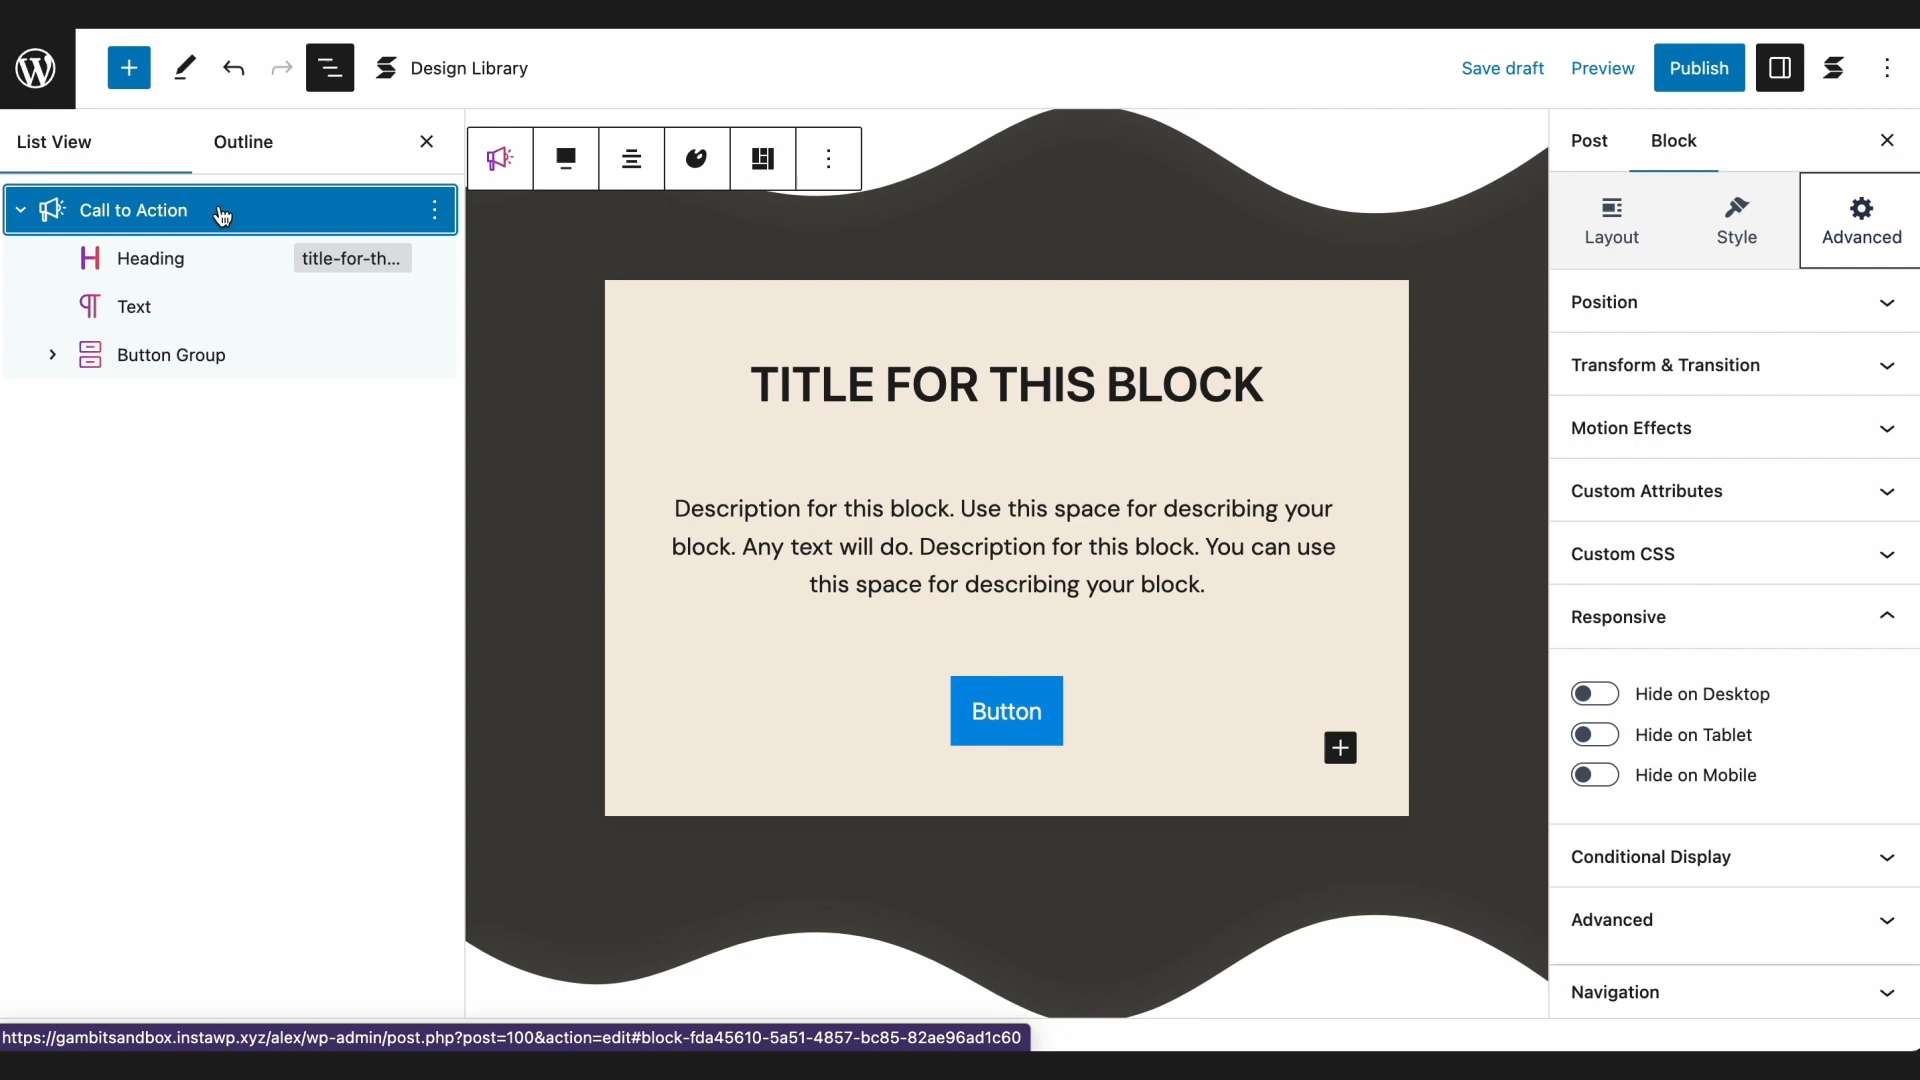 Design Library
Save draft
Preview
Publish
List View
Outline
Call to Action
Heading
title-for-th...
Text
Button Group
TITLE FOR THIS BLOCK
Description for this block. Use this space for describing your
block. Any text will do. Description for this block. You can use
this space for describing your block.
Button
Post
Block
Layout
Style
Advanced
Position
Transform & Transition
Motion Effects
Custom Attributes
Custom CSS
Responsive
Hide on Desktop
Hide on Tablet
Hide on Mobile
Conditional Display
Advanced
Navigation
https://gambitsandbox.instawp.xyz/alex/wp-admin/post.php?post=100&action=edit#block-fda45610-5a51-4857-bc85-82ae96ad1c60